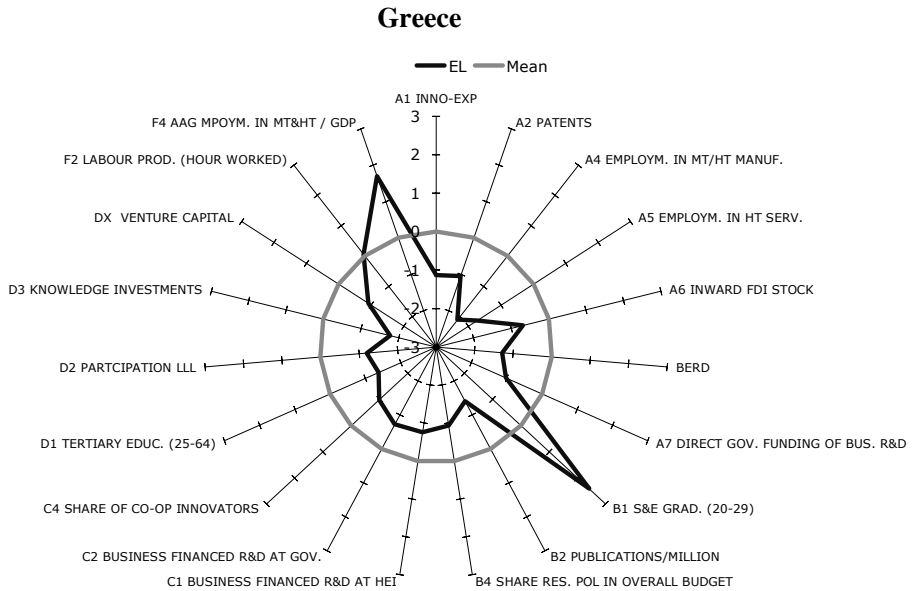 Greece
EL Mean
A1 INNO-EXP
3
F4 AAG MPOYM. IN MT&HT / GDP
A2 PATENTS
2
F2 LABOUR PROD. (HOUR WORKED)
A4 EMPLOYM. IN MT/HT MANUF.
1
DX VENTURE CAPITAL
A5 EMPLOYM. IN HT SERV.
0
-1
D3 KNOWLEDGE INVESTMENTS
A6 INWARD FDI STOCK
-2
-3
D2 PARTCIPATION LLL
BERD
D1 TERTIARY EDUC. (25-64)
A7 DIRECT GOV. FUNDING OF BUS. R&D
C4 SHARE OF CO-OP INNOVATORS
B1 S&E GRAD. (20-29)
C2 BUSINESS FINANCED R&D AT GOV.
B2 PUBLICATIONS/MILLION
C1 BUSINESS FINANCED R&D AT HEI
B4 SHARE RES. POL IN OVERALL BUDGET